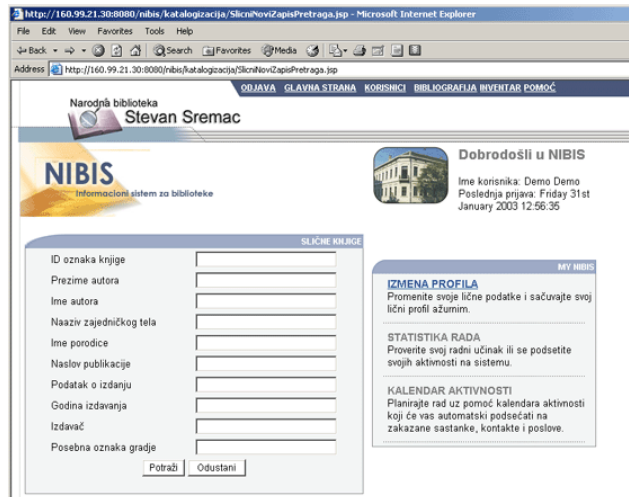 http://160.99.21.30:8080/nibis/katalogizacija/SlicniNoviZapisPretraga.jsp - Microsoft Internet Explorer
File Edit View Favorites Tools Help
Back Search Favorites Media
Address http://160.99.21.30:8080/nibis/katalogizacija/SlicniNoviZapisPretraga.jsp
ODJAVA GLAVNA STRANA KORISNICI BIBLIOGRAFIJA INVENTAR POMOĆ
Narodna biblioteka
Stevan Sremac
NIBIS
Informacioni sistem za biblioteke
Dobrodošli u NIBIS
Ime korisnika: Demo Demo
Poslednja prijava: Friday 31st
January 2003 12:56:35
SLIČNE KNJIGE
ID oznaka knjige
Prezime autora
Ime autora
Naaziv zajedničkog tela
Ime porodice
Naslov publikacije
Podatak o izdanju
Godina izdavanja
Izdavač
Posebna oznaka gradje
Potraži Odustani
MY NIBIS
IZMENA PROFILA
Promenite svoje lične podatke i sačuvajte svoj
lični profil ažurnim.
STATISTIKA RADA
Proverite svoj radni učinak ili se podsetite
svojih aktivnosti na sistemu.
KALENDAR AKTIVNOSTI
Planirajte rad uz pomoć kalendara aktivnosti
koji će vas automatski podsećati na
zakazane sastanke, kontakte i poslove.